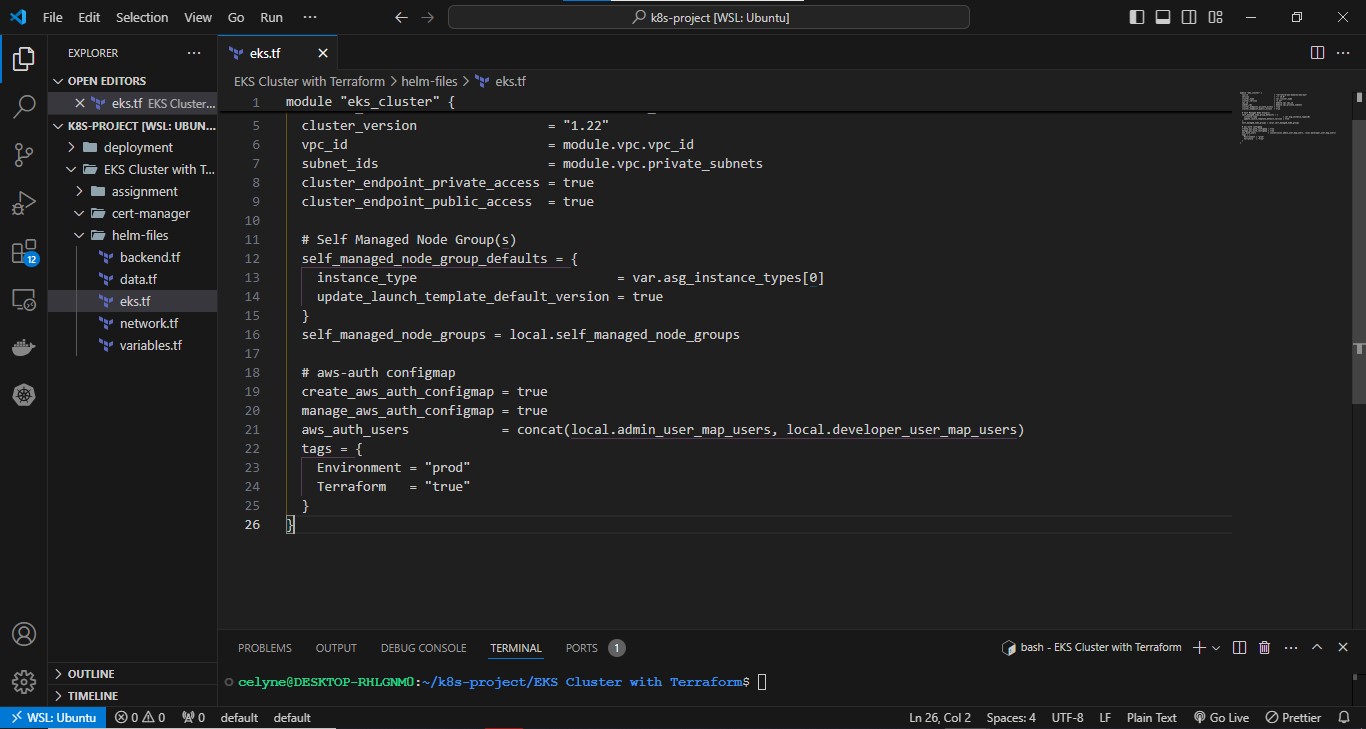 File Edit Selection View Go Run ···
k8s-project [WSL: Ubuntu]
EXPLORER ···
OPEN EDITORS
eks.tf EKS Cluster...
K8S-PROJECT [WSL: UBUN...
deployment
EKS Cluster with T...
assignment
cert-manager
helm-files
backend.tf
data.tf
eks.tf
network.tf
variables.tf
OUTLINE
TIMELINE
12
eks.tf
EKS Cluster with Terraform > helm-files > eks.tf
1 module "eks_cluster" {
5 cluster_version = "1.22"
6 vpc_id = module.vpc.vpc_id
7 subnet_ids = module.vpc.private_subnets
8 cluster_endpoint_private_access = true
9 cluster_endpoint_public_access = true
10
11 # Self Managed Node Group(s)
12 self_managed_node_group_defaults = {
13 instance_type = var.asg_instance_types[0]
14 update_launch_template_default_version = true
15 }
16 self_managed_node_groups = local.self_managed_node_groups
17
18 # aws-auth configmap
19 create_aws_auth_configmap = true
20 manage_aws_auth_configmap = true
21 aws_auth_users = concat(local.admin_user_map_users, local.developer_user_map_users)
22 tags = {
23 Environment = "prod"
24 Terraform = "true"
25 }
26 }
PROBLEMS OUTPUT DEBUG CONSOLE TERMINAL PORTS 1
bash - EKS Cluster with Terraform
celyne@DESKTOP-RHLGNM0:~/k8s-project/EKS Cluster with Terraform$
WSL: Ubuntu 0 0 0 default default
Ln 26, Col 2 Spaces: 4 UTF-8 LF Plain Text Go Live Prettier